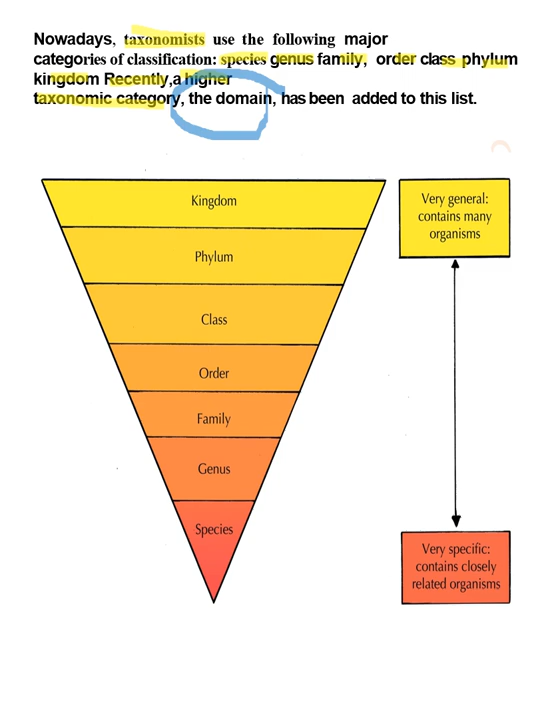 Nowadays, taxonomists use the following major
categories of classification: species genus family, order class phylum
kingdom Recently,a higher
taxonomic category, the domain, has been added to this list.
Kingdom
Phylum
Class
Order
Family
Genus
Species
Very general:
contains many
organisms
Very specific:
contains closely
related organisms